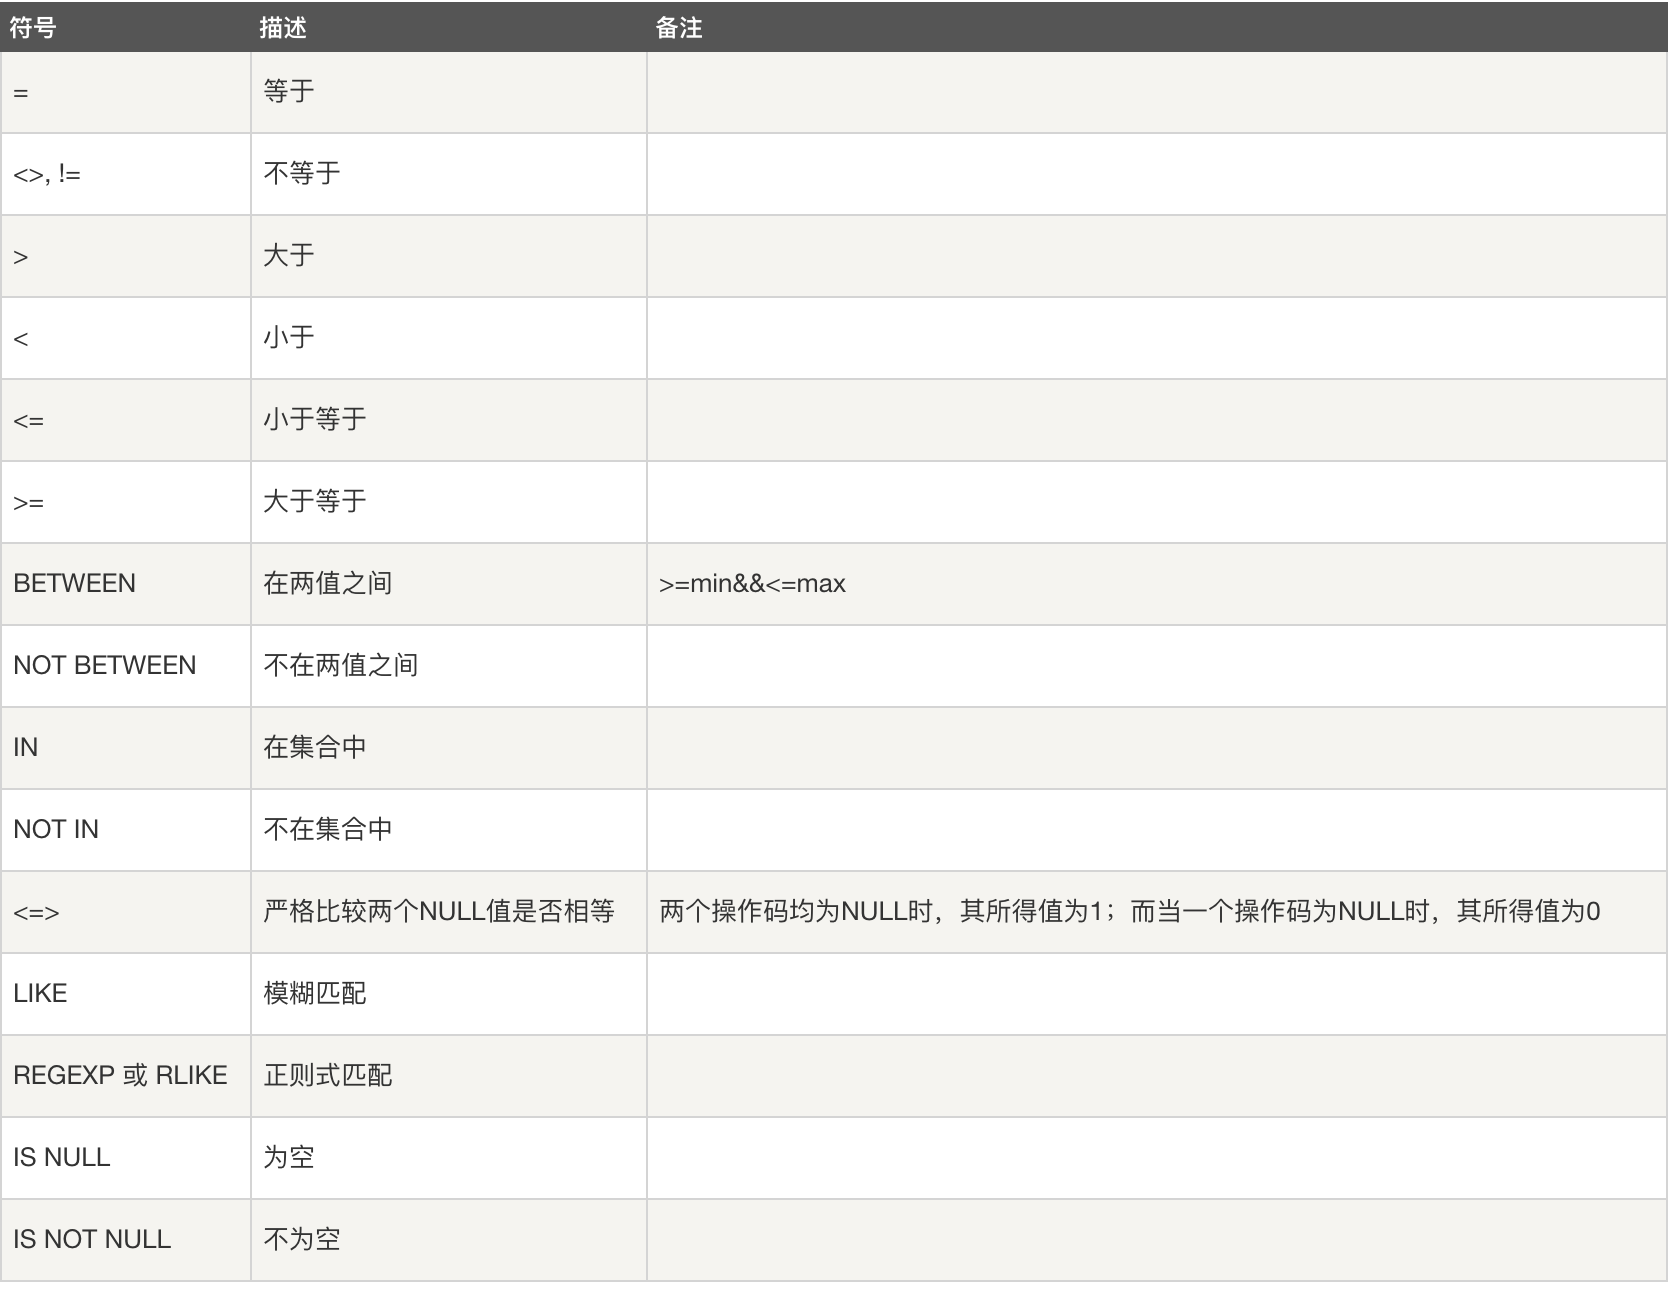 符号 描述 备注
= 等于
<>, != 不等于
> 大于
< 小于
<= 小于等于
>= 大于等于
BETWEEN 在两值之间 >=min&&<=max
NOT BETWEEN 不在两值之间
IN 在集合中
NOT IN 不在集合中
<=> 严格比较两个NULL值是否相等 两个操作码均为NULL时，其所得值为1；而当一个操作码为NULL时，其所得值为0
LIKE 模糊匹配
REGEXP 或 RLIKE 正则式匹配
IS NULL 为空
IS NOT NULL 不为空